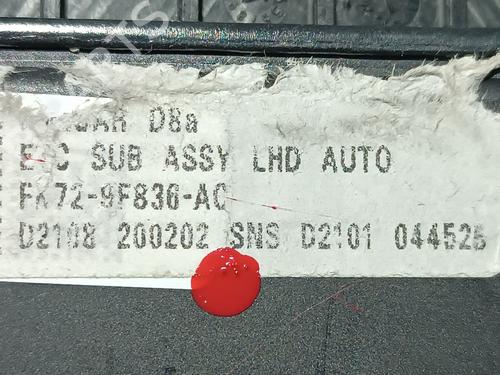 D8a
SUB ASSY LHD AUTO
FK72-9F836-AC
D2108 200202 SNS D2101 044525